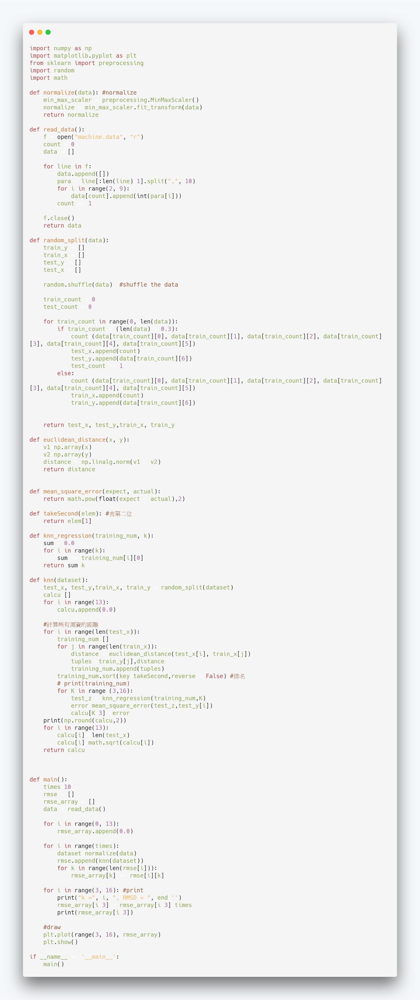 import numpy as np
import matplotlib.pyplot as plt
from sklearn import preprocessing
import random
import math
def normalize(data): #normalize
    min_max_scaler = preprocessing.MinMaxScaler()
    normalize = min_max_scaler.fit_transform(data)
    return normalize
def read_data():
    f = open("machine.data", "r")
    count = 0
    data = []
    for line in f:
        data.append([])
        para = line[:len(line)-1].split(",", 10)
        for i in range(2, 9):
            data[count].append(int(para[i]))
        count += 1
    f.close()
    return data
def random_split(data):
    train_y = []
    train_x = []
    test_y = []
    test_x = []
    random.shuffle(data)  #shuffle the data
    train_count = 0
    test_count = 0
    for train_count in range(0, len(data)):
        if train_count < (len(data) * 0.3):
            count=(data[train_count][0], data[train_count][1], data[train_count][2], data[train_count]
[3], data[train_count][4], data[train_count][5])
            test_x.append(count)
            test_y.append(data[train_count][6])
            test_count += 1
        else:
            count=(data[train_count][0], data[train_count][1], data[train_count][2], data[train_count]
[3], data[train_count][4], data[train_count][5])
            train_x.append(count)
            train_y.append(data[train_count][6])
    return test_x, test_y,train_x, train_y
def euclidean_distance(x, y):
    v1=np.array(x)
    v2=np.array(y)
    distance = np.linalg.norm(v1 - v2)
    return distance
def mean_square_error(expect, actual):
    return math.pow(float(expect - actual),2)
def takeSecond(elem): #去第二位
    return elem[1]
def knn_regression(training_num, k):
    sum = 0.0
    for i in range(k):
        sum += training_num[i][0]
    return sum/k
def knn(dataset):
    test_x, test_y,train_x, train_y = random_split(dataset)
    calcu=[]
    for i in range(13):
        calcu.append(0.0)
    #計算所有測資的距離
    for i in range(len(test_x)):
        training_num=[]
        for j in range(len(train_x)):
            distance = euclidean_distance(test_x[i], train_x[j])
            tuples =train_y[j],distance
            training_num.append(tuples)
        training_num.sort(key=takeSecond,reverse = False) #排名
        # print(training_num)
        for K in range (3,16):
            test_z = knn_regression(training_num,K)
            error=mean_square_error(test_z,test_y[i])
            calcu[K-3]+=error
    print(np.round(calcu,2))
    for i in range(13):
        calcu[i]/=len(test_x)
        calcu[i]=math.sqrt(calcu[i])
    return calcu
def main():
    times=10
    rmse = []
    rmse_array = []
    data = read_data()
    for i in range(0, 13):
        rmse_array.append(0.0)
    for i in range(times):
        dataset=normalize(data)
        rmse.append(knn(dataset))
        for k in range(len(rmse[i])):
            rmse_array[k] += rmse[i][k]
    for i in range(3, 16): #print
        print("k =", i, ", RMSD = ", end='')
        rmse_array[i-3] = rmse_array[i-3]/times
        print(rmse_array[i-3])
    #draw
    plt.plot(range(3, 16), rmse_array)
    plt.show()
if __name__ == '__main__':
    main()